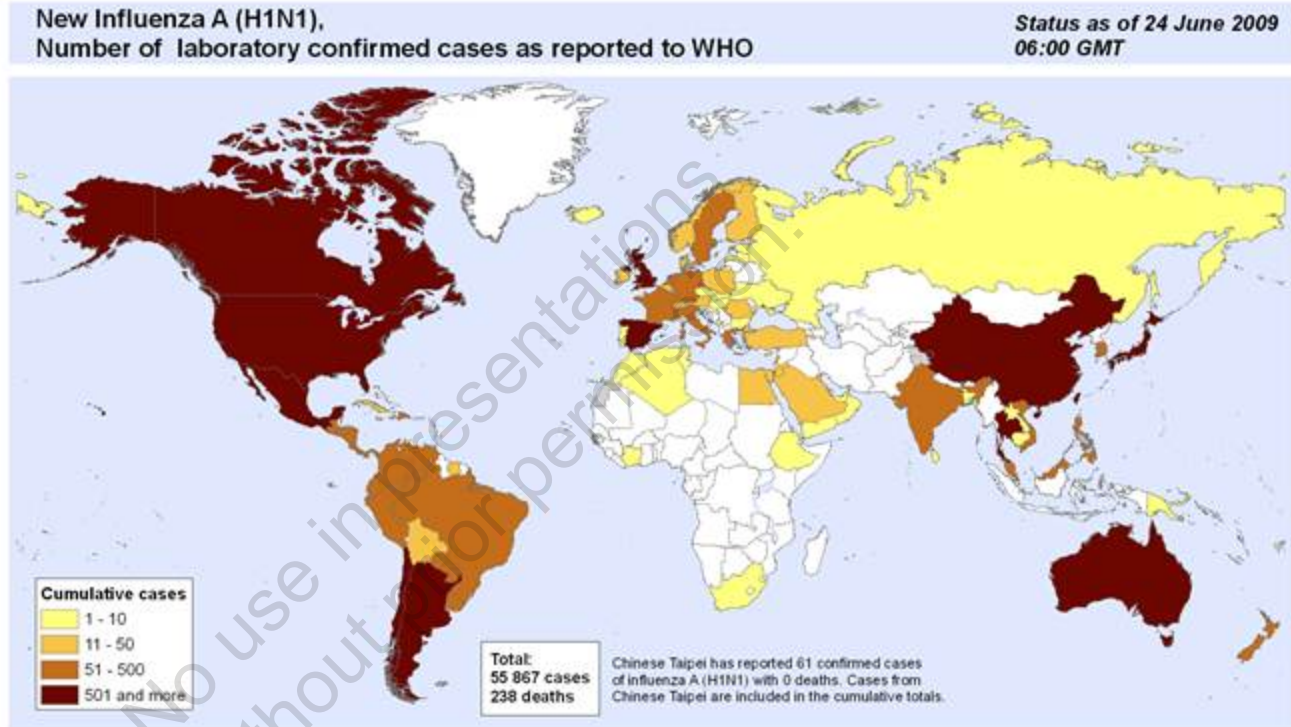 New Influenza A (H1N1),
Number of laboratory confirmed cases as reported to WHO
Status as of 24 June 2009
06:00 GMT
No use in presentations
without prior permission.
Cumulative cases
1 - 10
11 - 50
51 - 500
501 and more
Total:
55 867 cases
238 deaths
Chinese Taipei has reported 61 confirmed cases
of influenza A (H1N1) with 0 deaths. Cases from
Chinese Taipei are included in the cumulative totals.